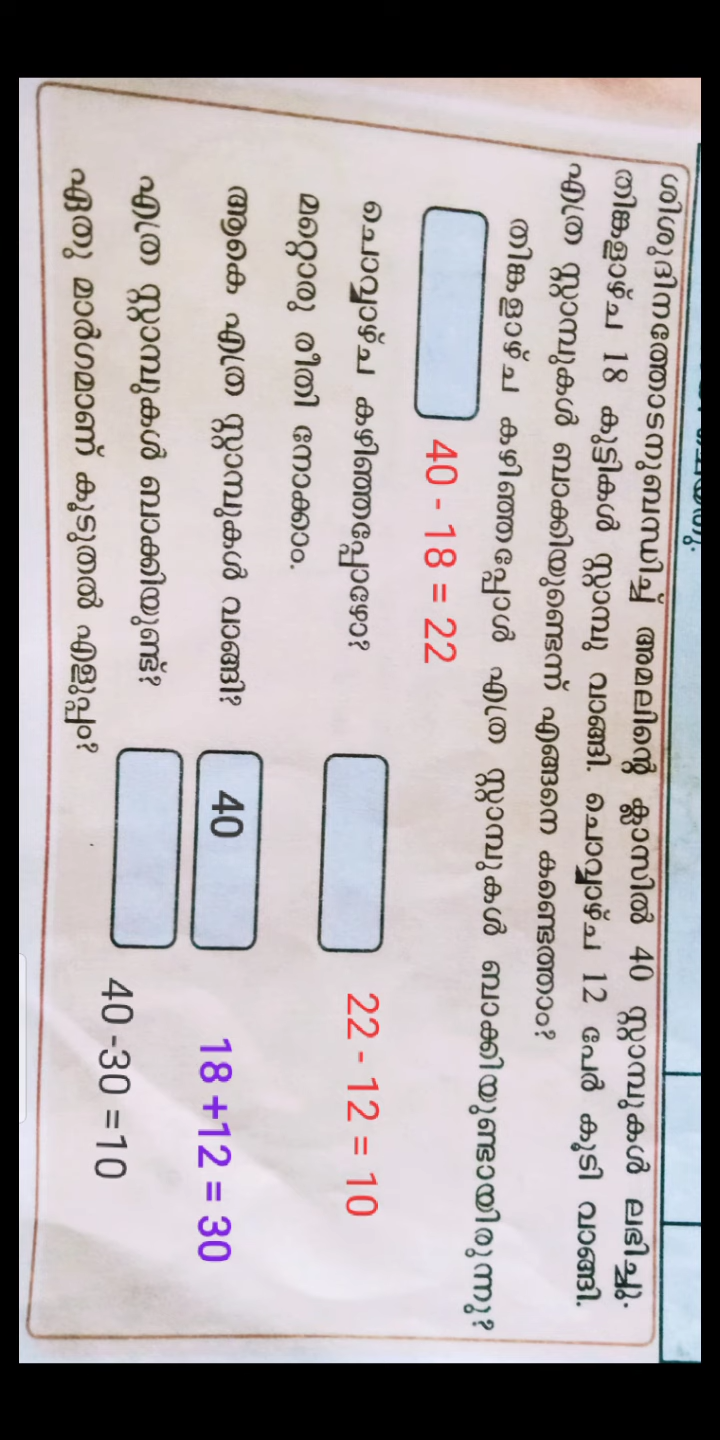 ശിശുദിനത്തോടനുബന്ധിച്ച് അമലിന്റെ ക്ലാസിൽ 40 സ്റ്റാമ്പുകൾ ലഭിച്ചു.
തിങ്കളാഴ്ച 18 കുട്ടികൾ സ്റ്റാമ്പു വാങ്ങി. ചൊവ്വാഴ്ച 12 പേർ കൂടി വാങ്ങി.
എത്ര സ്റ്റാമ്പുകൾ ബാക്കിയുണ്ടെന്ന് എങ്ങനെ കണ്ടെത്താം?
തിങ്കളാഴ്ച കഴിഞ്ഞപ്പോൾ എത്ര സ്റ്റാമ്പുകൾ ബാക്കിയുണ്ടായിരുന്നു?
40 - 18 = 22
ചൊവ്വാഴ്ച കഴിഞ്ഞപ്പോഴോ? 22 - 12 = 10
മറ്റൊരു രീതി നോക്കാം.
ആകെ എത്ര സ്റ്റാമ്പുകൾ വാങ്ങി? 40 18 +12 = 30
എത്ര സ്റ്റാമ്പുകൾ ബാക്കിയുണ്ട്? 40 -30 =10
ഏതു മാർഗമാണ് കൂടുതൽ എളുപ്പം?